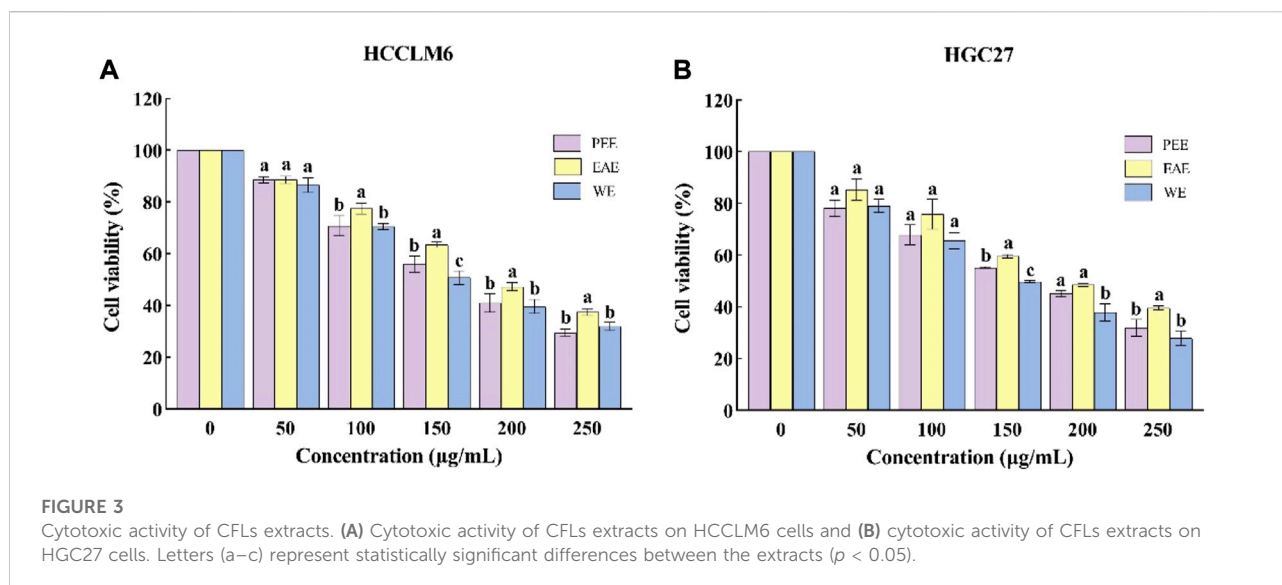 HCCLM6
A
Cell viability (%)
120
100
80
60
40
20
0
PEE
EAE
WE
a a a
b a b
b a c
b a b
b a b
0 50 100 150 200 250
Concentration (μg/mL)
HGC27
B
Cell viability (%)
120
100
80
60
40
20
0
PEE
EAE
WE
a a a
a a a
b a c
a a b
b a b
0 50 100 150 200 250
Concentration (μg/mL)
FIGURE 3
Cytotoxic activity of CFLs extracts. (A) Cytotoxic activity of CFLs extracts on HCCLM6 cells and (B) cytotoxic activity of CFLs extracts on
HGC27 cells. Letters (a–c) represent statistically significant differences between the extracts (p < 0.05).